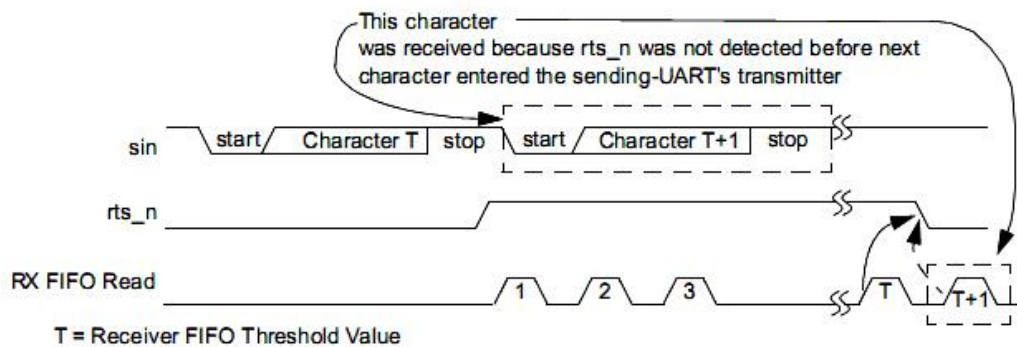 This character
was received because rts_n was not detected before next
character entered the sending-UART's transmitter
sin
start
Character T
stop
start
Character T+1
stop
rts_n
RX FIFO Read
1
2
3
T
T+1
T = Receiver FIFO Threshold Value